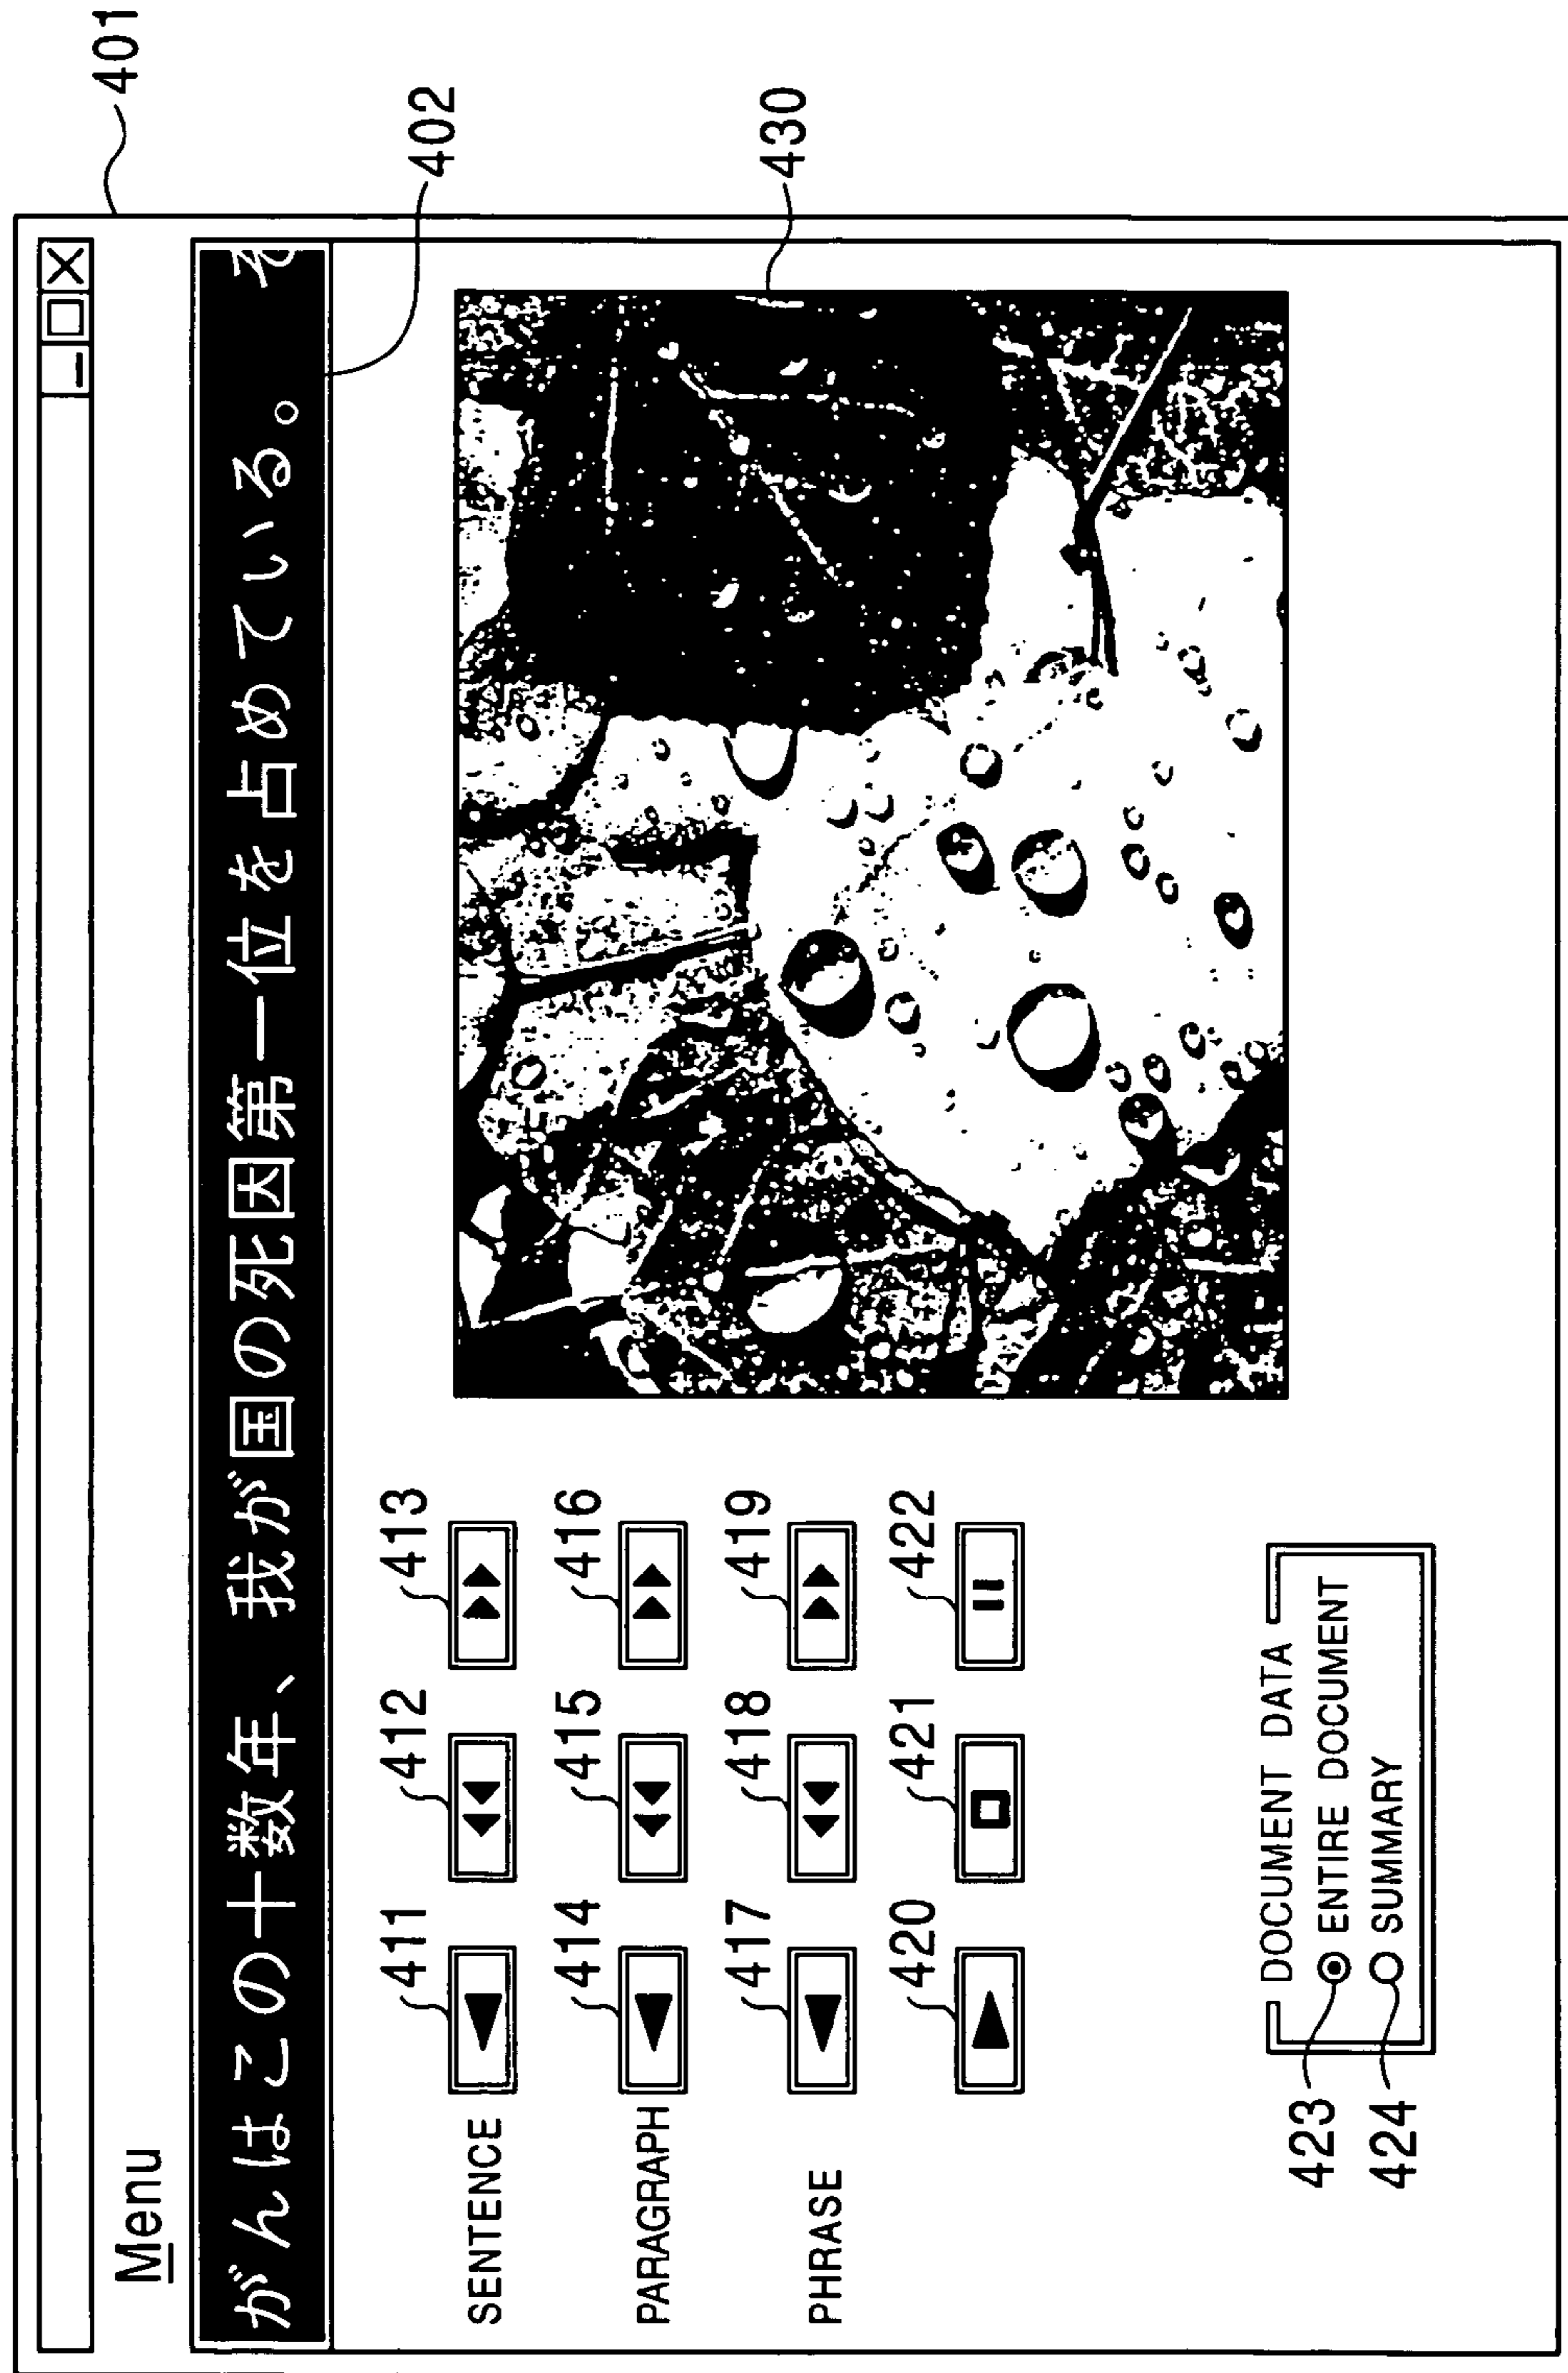 401
Menu
がんはこの十数年、我が国の死因第一位を占めている。 そ
402
411 412 413
SENTENCE
414 415 416
PARAGRAPH
417 418 419
PHRASE
420 421 422
430
DOCUMENT DATA
423 ENTIRE DOCUMENT
424 SUMMARY